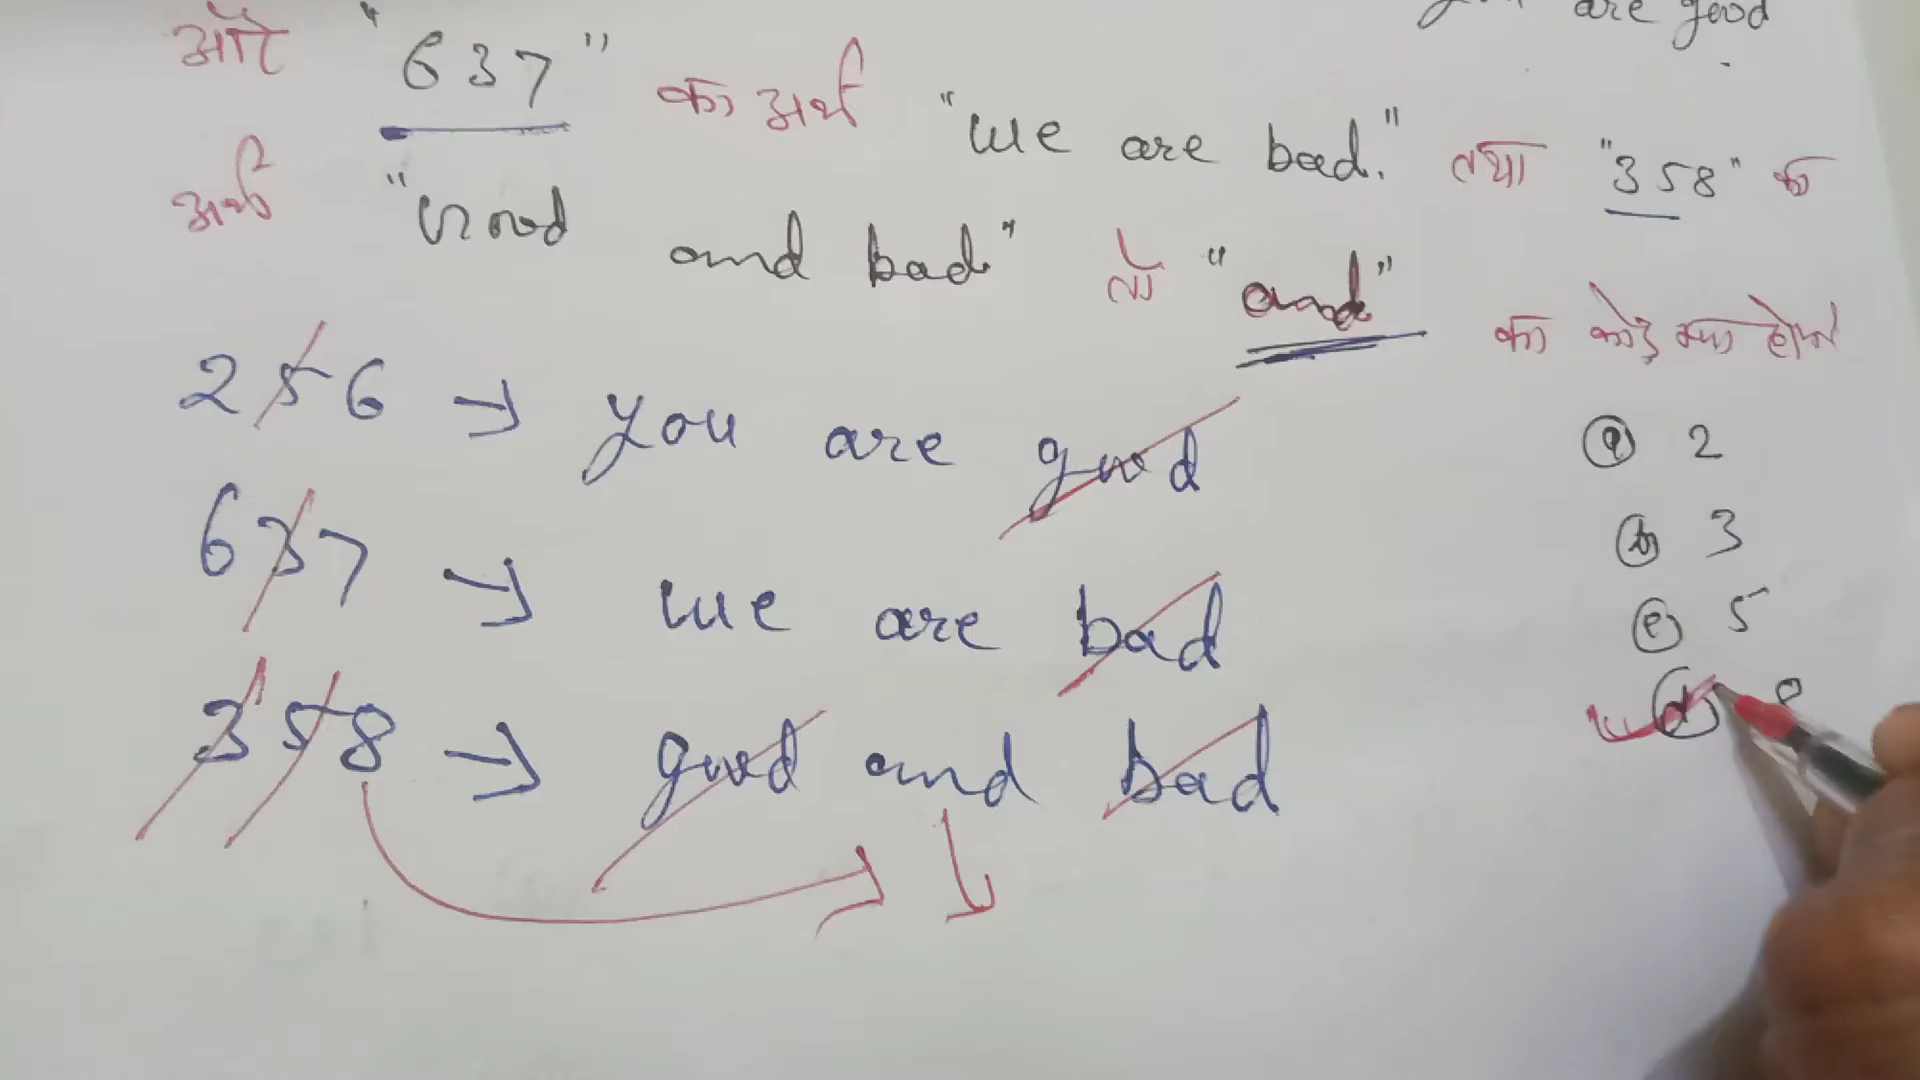 you are good
और "637" का अर्थ "we are bad." तथा "358" का
अर्थ "Good and bad" तो "and" का कोड क्या होगा
256 → you are good
637 → we are bad
358 → good and bad
(a) 2
(b) 3
(c) 5
(d) 8